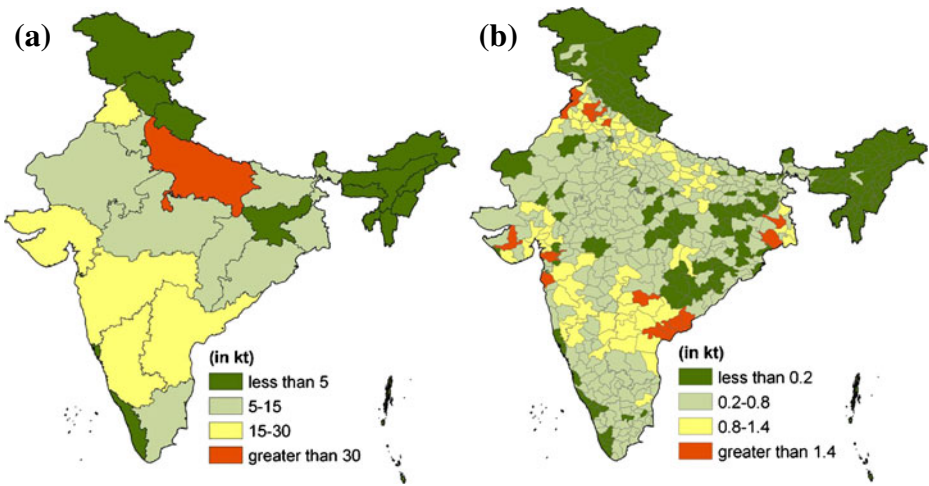 (a)
(in kt)
less than 5
5-15
15-30
greater than 30
(b)
(in kt)
less than 0.2
0.2-0.8
0.8-1.4
greater than 1.4